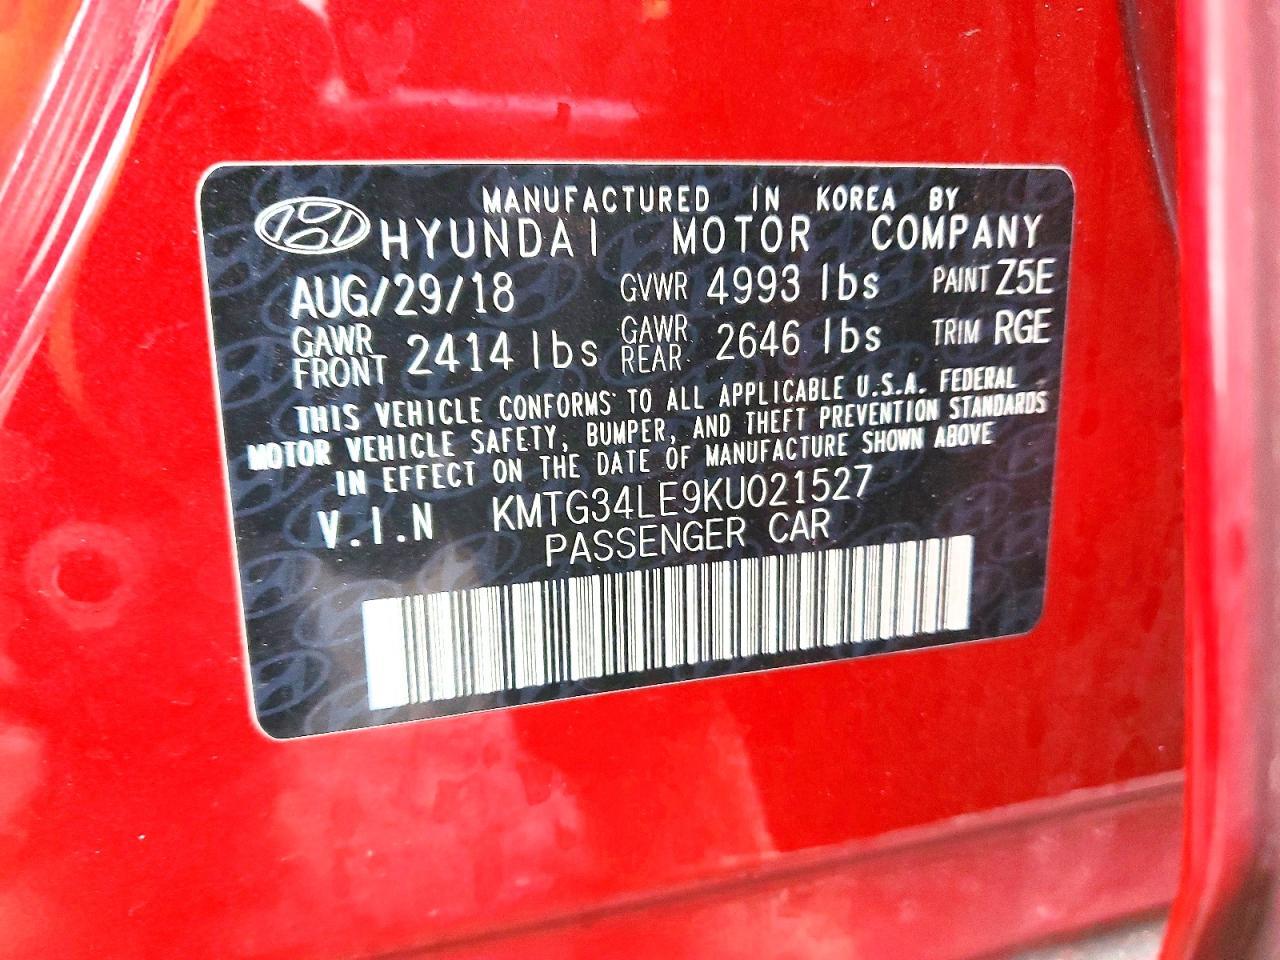 MANUFACTURED IN KOREA BY
HYUNDAI MOTOR COMPANY
AUG/29/18 GVWR 4993 lbs PAINT Z5E
GAWR FRONT 2414 lbs GAWR REAR 2646 lbs TRIM RGE
THIS VEHICLE CONFORMS TO ALL APPLICABLE U.S.A. FEDERAL
MOTOR VEHICLE SAFETY, BUMPER, AND THEFT PREVENTION STANDARDS
IN EFFECT ON THE DATE OF MANUFACTURE SHOWN ABOVE
V.I.N KMTG34LE9KU021527
PASSENGER CAR